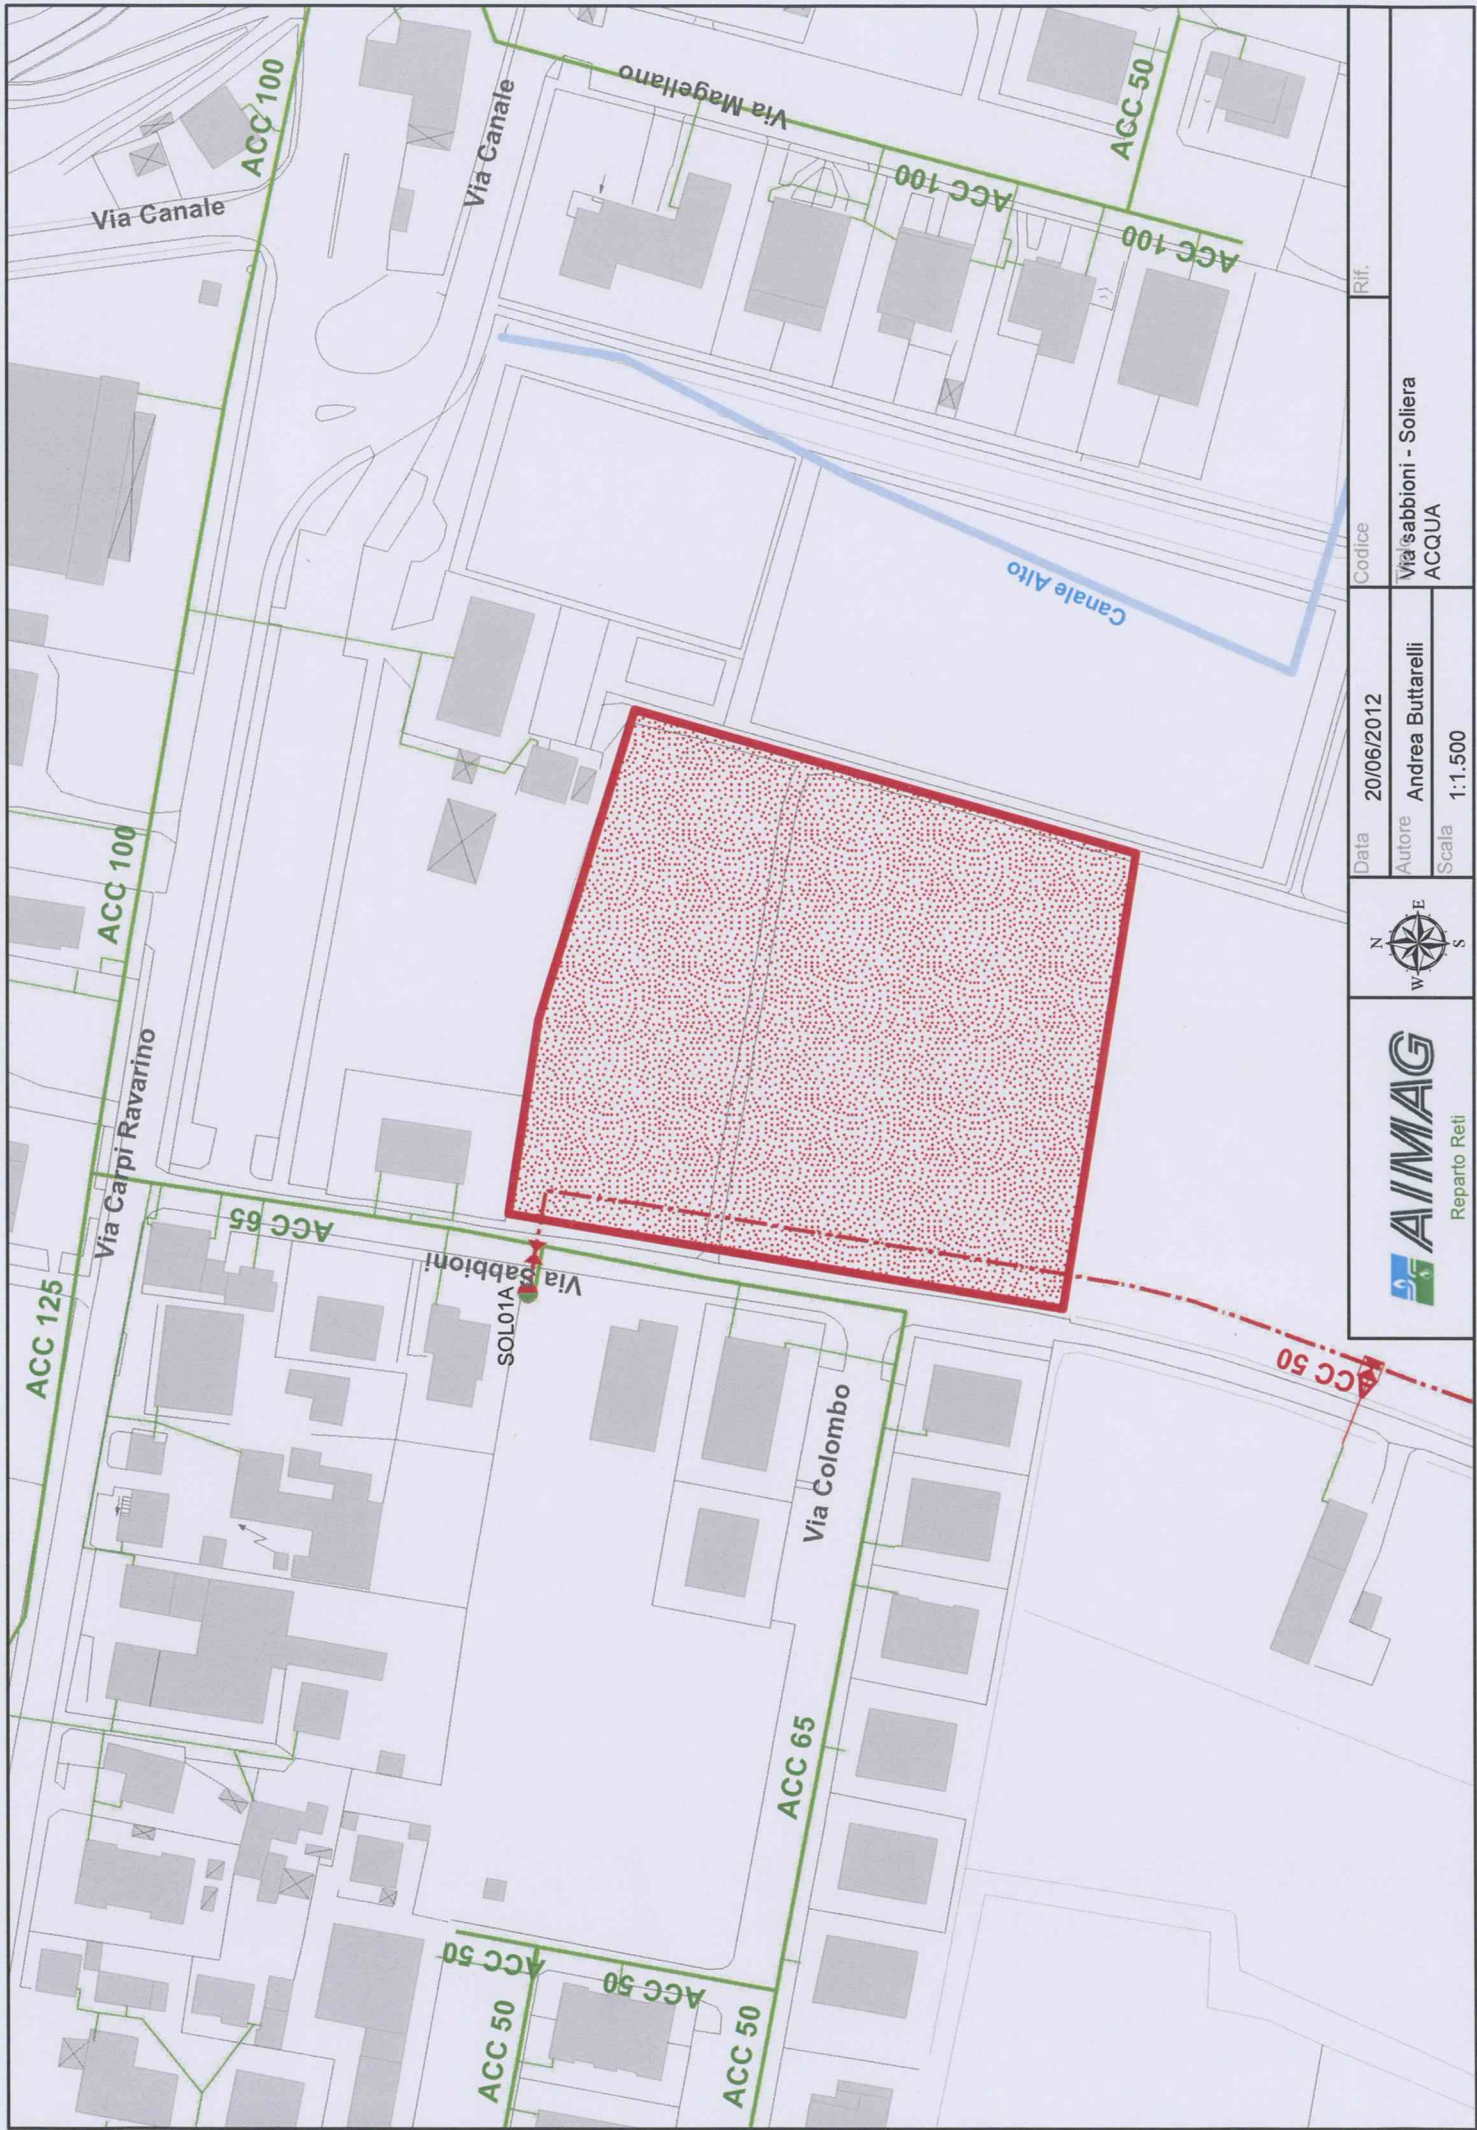 ACC 125
Via Carpi Ravarino
ACC 100
ACC 100
Via Canale
Via Canale
ACC 65
Via Sabbioni
SOL01A
Via Magellano
ACC 100
ACC 100
ACC 50
Canale Alto
Via Colombo
ACC 65
ACC 50
ACC 50
ACC 50
ACC 50
ACC 50
AIMAG
Reparto Reti
N
W
E
S
Data
20/06/2012
Autore
Andrea Buttarelli
Scala
1:1.500
Codice
Rif.
Titolo
Via sabbioni - Soliera
ACQUA